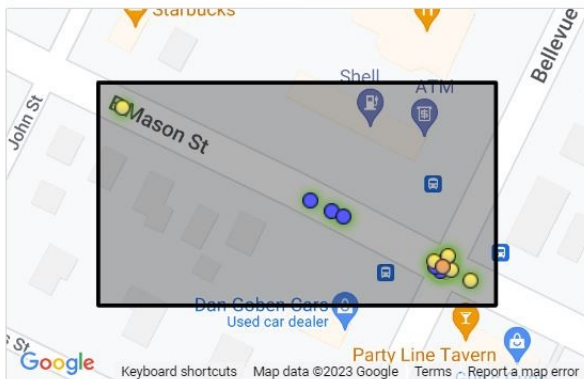 Starbucks
Bellevue
Shell
ATM
John St
E Mason St
Dan Goben Cars
Used car dealer
s St
Party Line Tavern
Google
Keyboard shortcuts Map data ©2023 Google Terms Report a map error